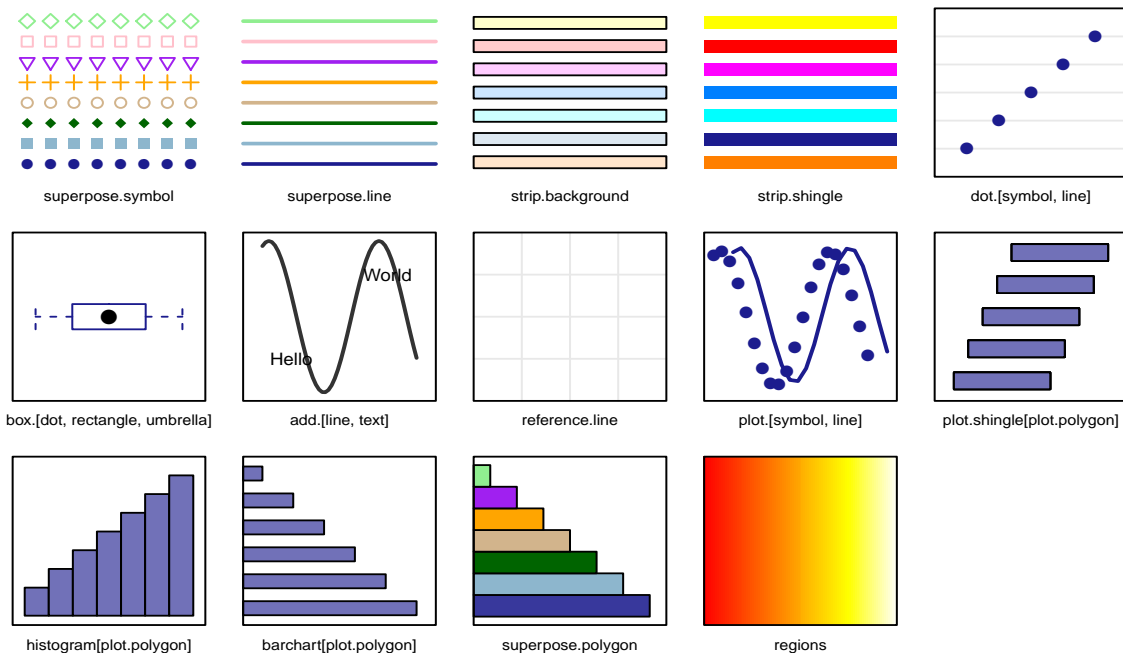 superpose.symbol
superpose.line
strip.background
strip.shingle
dot.[symbol, line]
World
Hello
box.[dot, rectangle, umbrella]
add.[line, text]
reference.line
plot.[symbol, line]
plot.shingle[plot.polygon]
histogram[plot.polygon]
barchart[plot.polygon]
superpose.polygon
regions